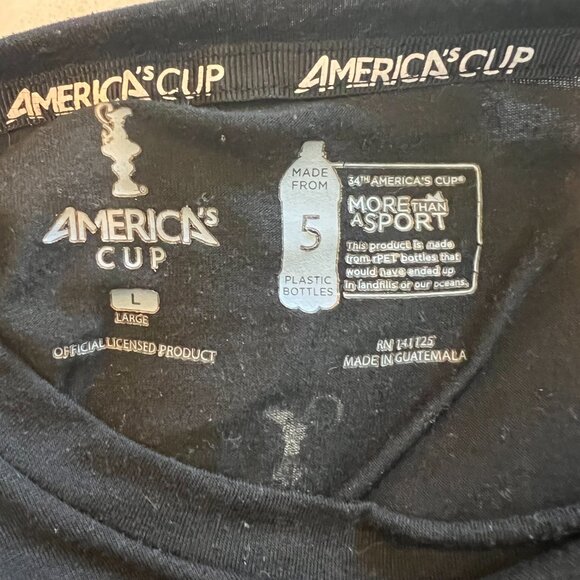 AMERICA'S CUP
AMERICA'S CUP
AMERICA'S
CUP
L
LARGE
OFFICIAL LICENSED PRODUCT
MADE
FROM
5
PLASTIC
BOTTLES
34TH AMERICA'S CUP®
MORE THAN
A SPORT
This product is made
from rPET bottles that
would have ended up
in landfills or our oceans.
RN 141125
MADE IN GUATEMALA